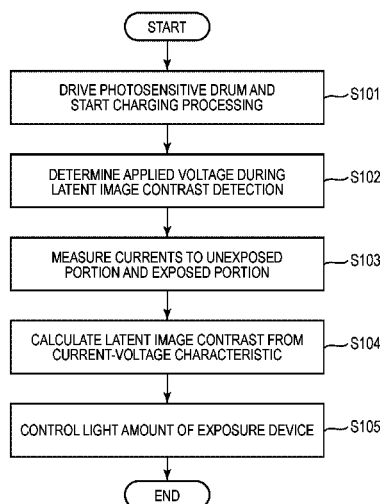 START
DRIVE PHOTOSENSITIVE DRUM AND
START CHARGING PROCESSING
S101
DETERMINE APPLIED VOLTAGE DURING
LATENT IMAGE CONTRAST DETECTION
S102
MEASURE CURRENTS TO UNEXPOSED
PORTION AND EXPOSED PORTION
S103
CALCULATE LATENT IMAGE CONTRAST FROM
CURRENT-VOLTAGE CHARACTERISTIC
S104
CONTROL LIGHT AMOUNT OF EXPOSURE DEVICE
S105
END